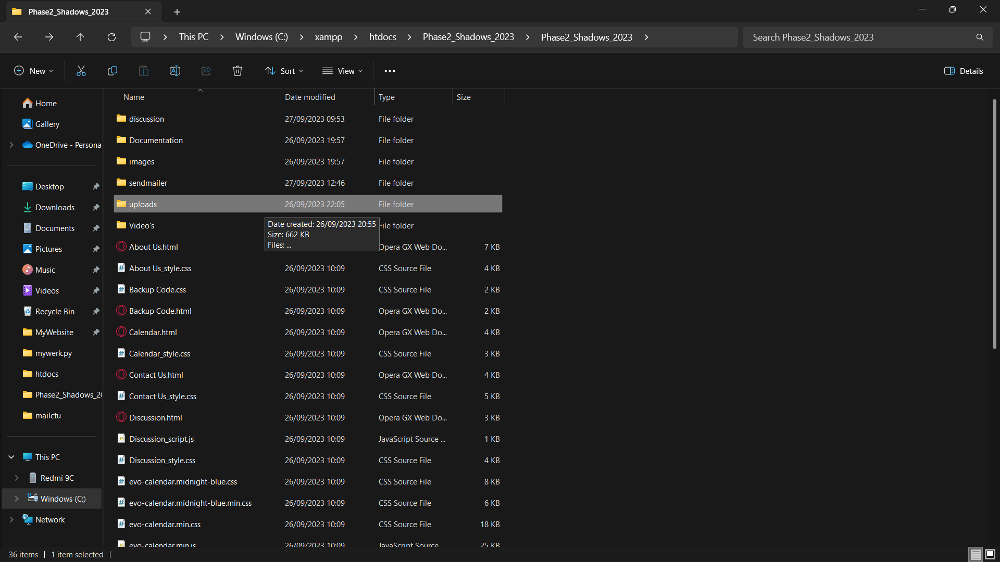 Phase2_Shadows_2023
This PC > Windows (C:) > xampp > htdocs > Phase2_Shadows_2023 > Phase2_Shadows_2023 >
Search Phase2_Shadows_2023
New
Sort
View
Details
Name Date modified Type Size
Home
Gallery
OneDrive - Persona
Desktop
Downloads
Documents
Pictures
Music
Videos
Recycle Bin
MyWebsite
mywerk.py
htdocs
Phase2_Shadows_20
mailctu
This PC
Redmi 9C
Windows (C:)
Network
discussion 27/09/2023 09:53 File folder
Documentation 26/09/2023 19:57 File folder
images 26/09/2023 19:57 File folder
sendmailer 27/09/2023 12:46 File folder
uploads 26/09/2023 22:05 File folder
Video's File folder
Date created: 26/09/2023 20:55
Size: 662 KB
Files: ...
About Us.html Opera GX Web Do... 7 KB
About Us_style.css 26/09/2023 10:09 CSS Source File 4 KB
Backup Code.css 26/09/2023 10:09 CSS Source File 2 KB
Backup Code.html 26/09/2023 10:09 Opera GX Web Do... 2 KB
Calendar.html 26/09/2023 10:09 Opera GX Web Do... 4 KB
Calendar_style.css 26/09/2023 10:09 CSS Source File 3 KB
Contact Us.html 26/09/2023 10:09 Opera GX Web Do... 4 KB
Contact Us_style.css 26/09/2023 10:09 CSS Source File 5 KB
Discussion.html 26/09/2023 10:09 Opera GX Web Do... 3 KB
Discussion_script.js 26/09/2023 10:09 JavaScript Source ... 1 KB
Discussion_style.css 26/09/2023 10:09 CSS Source File 4 KB
evo-calendar.midnight-blue.css 26/09/2023 10:09 CSS Source File 8 KB
evo-calendar.midnight-blue.min.css 26/09/2023 10:09 CSS Source File 6 KB
evo-calendar.min.css 26/09/2023 10:09 CSS Source File 18 KB
evo-calendar.min.js 26/09/2023 10:09 JavaScript Source 25 KB
36 items | 1 item selected |